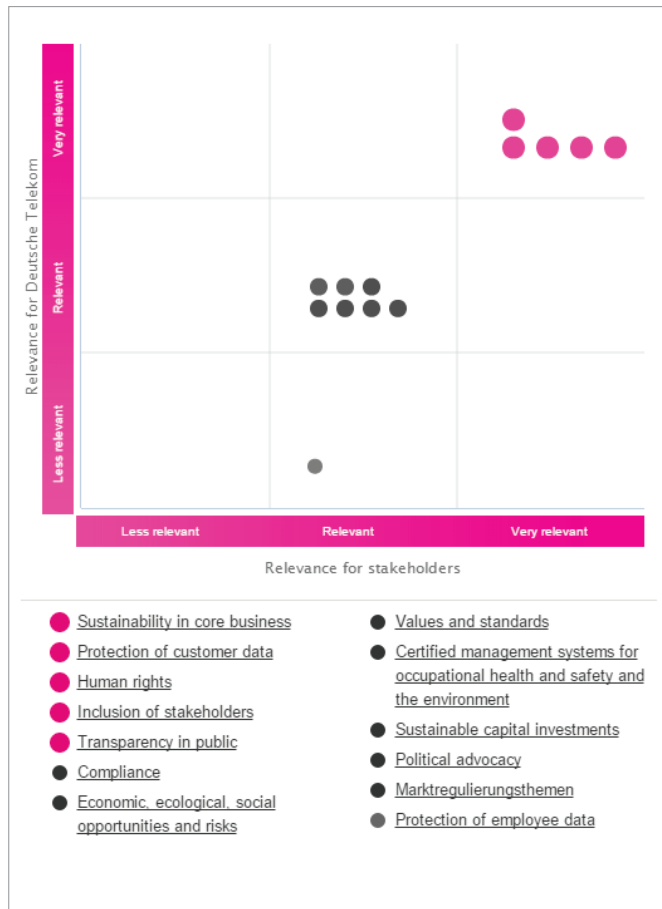 Relevance for Deutsche Telekom
Very relevant
Relevant
Less relevant
Less relevant
Relevant
Very relevant
Relevance for stakeholders
Sustainability in core business
Protection of customer data
Human rights
Inclusion of stakeholders
Transparency in public
Compliance
Economic, ecological, social
opportunities and risks
Values and standards
Certified management systems for
occupational health and safety and
the environment
Sustainable capital investments
Political advocacy
Marktregulierungsthemen
Protection of employee data